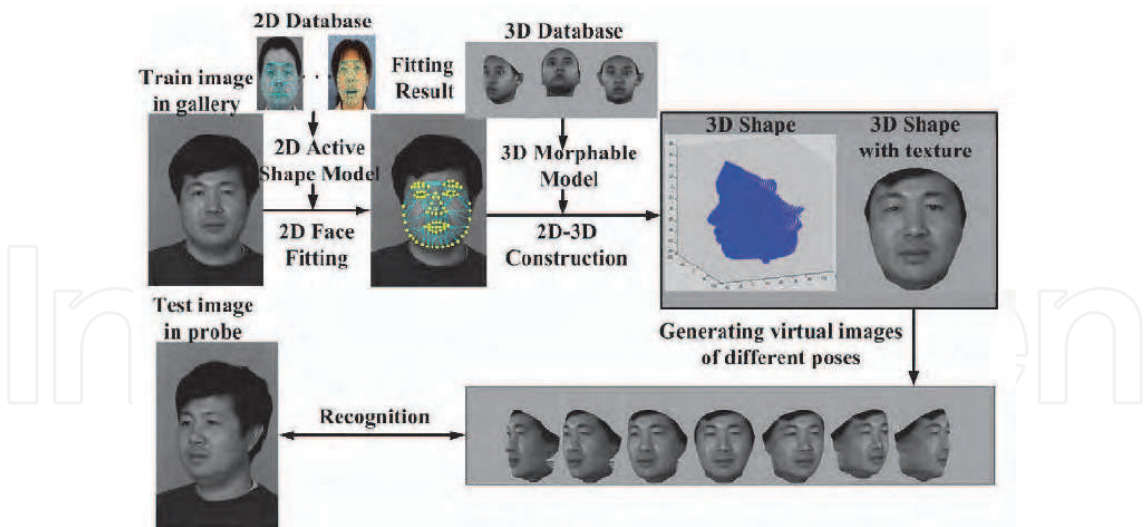 2D Database
3D Database
Train image
in gallery
Fitting
Result
2D Active
Shape Model
2D Face
Fitting
3D Morphable
Model
2D-3D
Construction
3D Shape
3D Shape
with texture
Test image
in probe
Generating virtual images
of different poses
Recognition